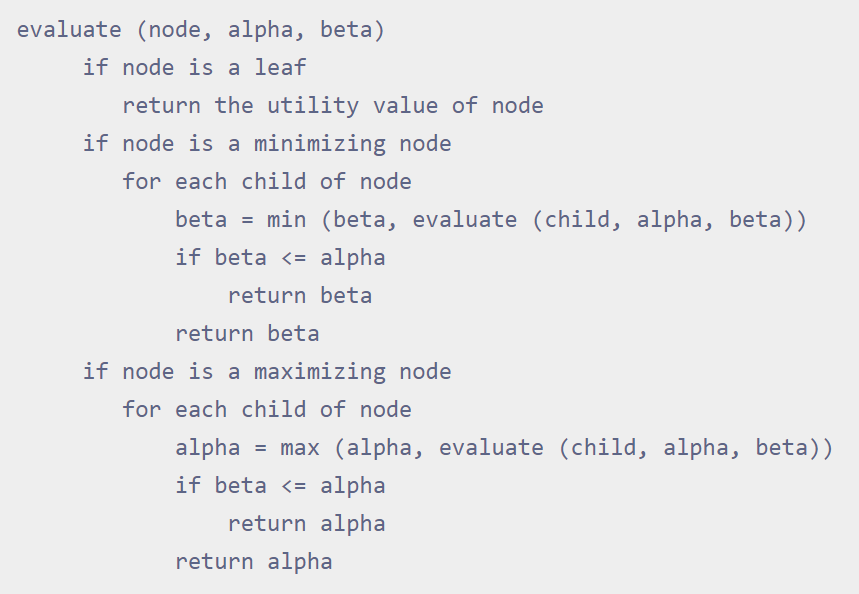 evaluate (node, alpha, beta)
if node is a leaf
return the utility value of node
if node is a minimizing node
for each child of node
beta = min (beta, evaluate (child, alpha, beta))
if beta <= alpha
return beta
return beta
if node is a maximizing node
for each child of node
alpha = max (alpha, evaluate (child, alpha, beta))
if beta <= alpha
return alpha
return alpha